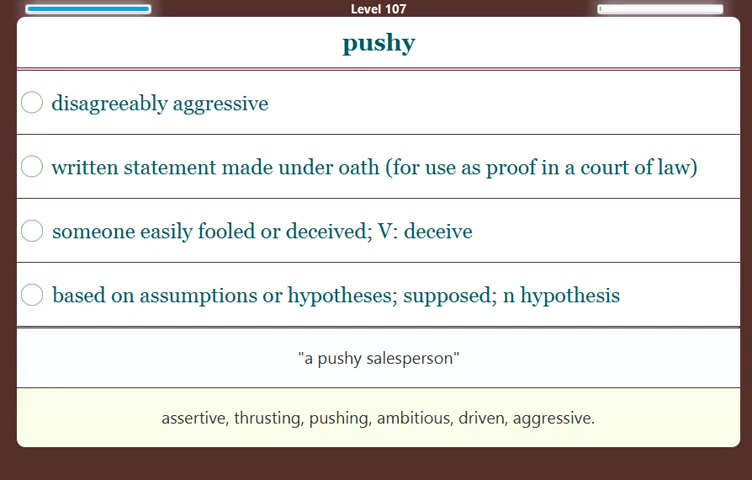 Level 107
pushy
disagreeably aggressive
written statement made under oath (for use as proof in a court of law)
someone easily fooled or deceived; V: deceive
based on assumptions or hypotheses; supposed; n hypothesis
"a pushy salesperson"
assertive, thrusting, pushing, ambitious, driven, aggressive.